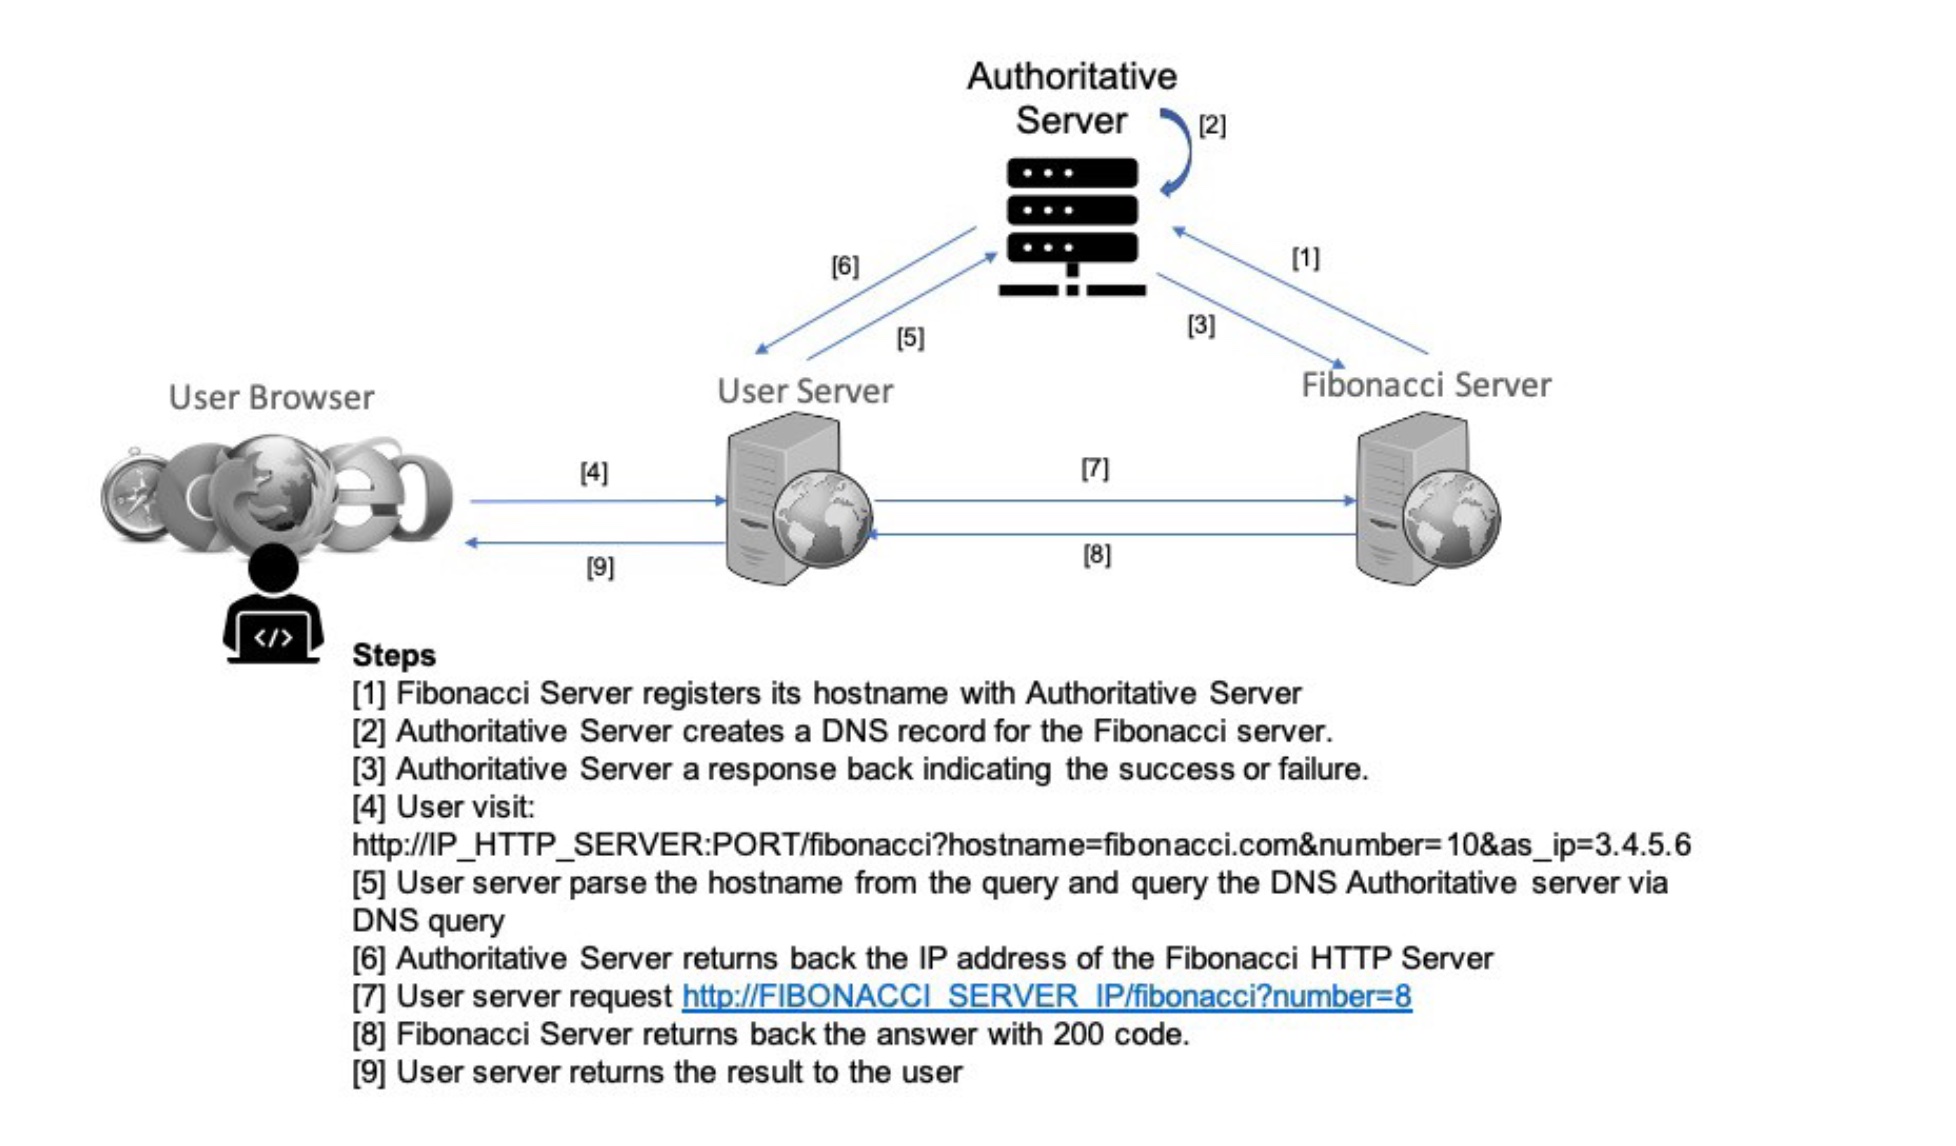 Authoritative
Server
[2]
[6]
[1]
[5]
[3]
User Browser
User Server
Fibonacci Server
[4]
[7]
[9]
[8]
</>
Steps
[1] Fibonacci Server registers its hostname with Authoritative Server
[2] Authoritative Server creates a DNS record for the Fibonacci server.
[3] Authoritative Server a response back indicating the success or failure.
[4] User visit:
http://IP_HTTP_SERVER:PORT/fibonacci?hostname=fibonacci.com&number=10&as_ip=3.4.5.6
[5] User server parse the hostname from the query and query the DNS Authoritative server via
DNS query
[6] Authoritative Server returns back the IP address of the Fibonacci HTTP Server
[7] User server request http://FIBONACCI_SERVER_IP/fibonacci?number=8
[8] Fibonacci Server returns back the answer with 200 code.
[9] User server returns the result to the user